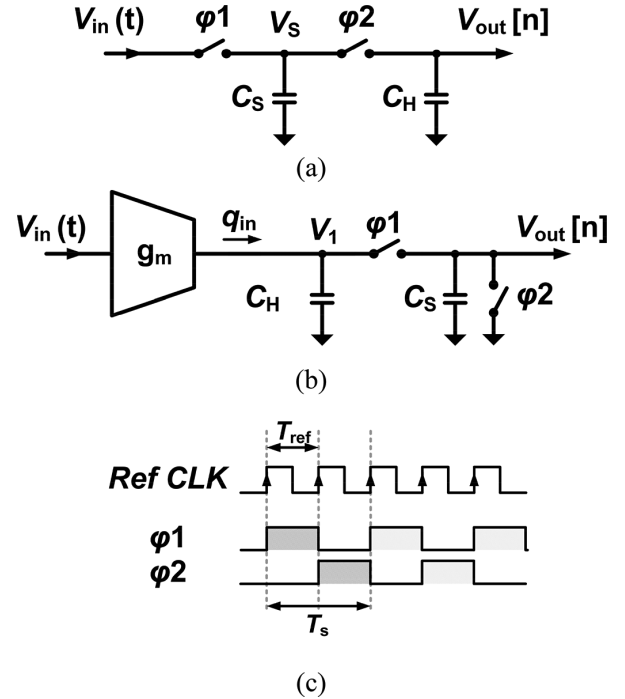 Vin (t) φ1 VS φ2 Vout [n]
CS CH
(a)
Vin (t) gm qin V1 φ1 Vout [n]
CH CS φ2
(b)
Tref
Ref CLK
φ1
φ2
Ts
(c)